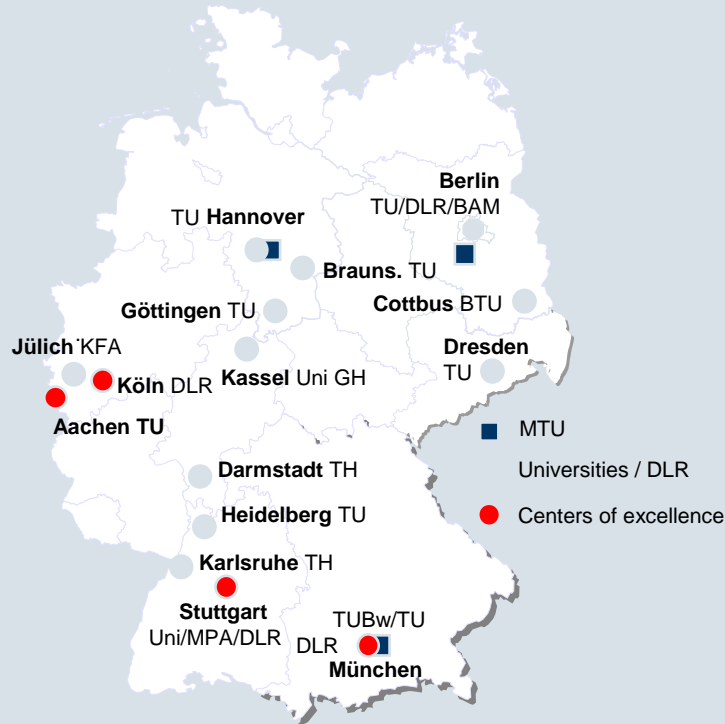 Berlin
TU/DLR/BAM
TU Hannover
Brauns. TU
Göttingen TU
Cottbus BTU
Jülich KFA
Dresden
TU
Köln DLR
Kassel Uni GH
Aachen TU
MTU
Universities / DLR
Darmstadt TH
Centers of excellence
Heidelberg TU
Karlsruhe TH
Stuttgart
Uni/MPA/DLR
TUBw/TU
DLR
München